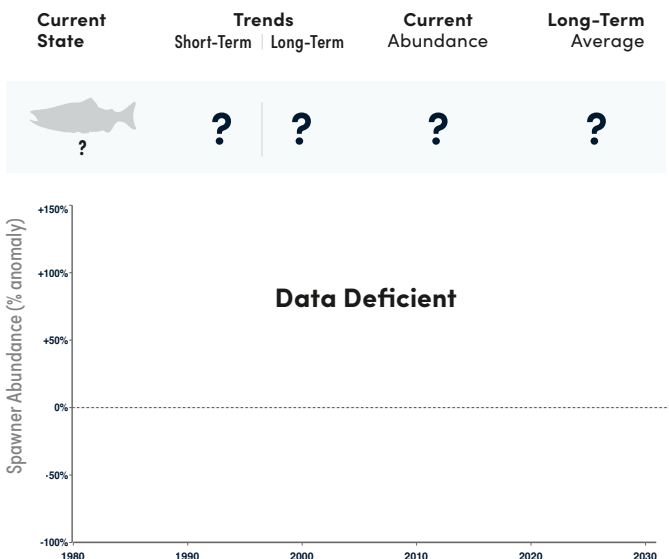 Current State
Trends
Short-Term Long-Term
Current Abundance
Long-Term Average
?
? ? ? ?
Spawner Abundance (% anomaly)
+150%
+100%
+50%
0%
-50%
-100%
Data Deficient
1980 1990 2000 2010 2020 2030